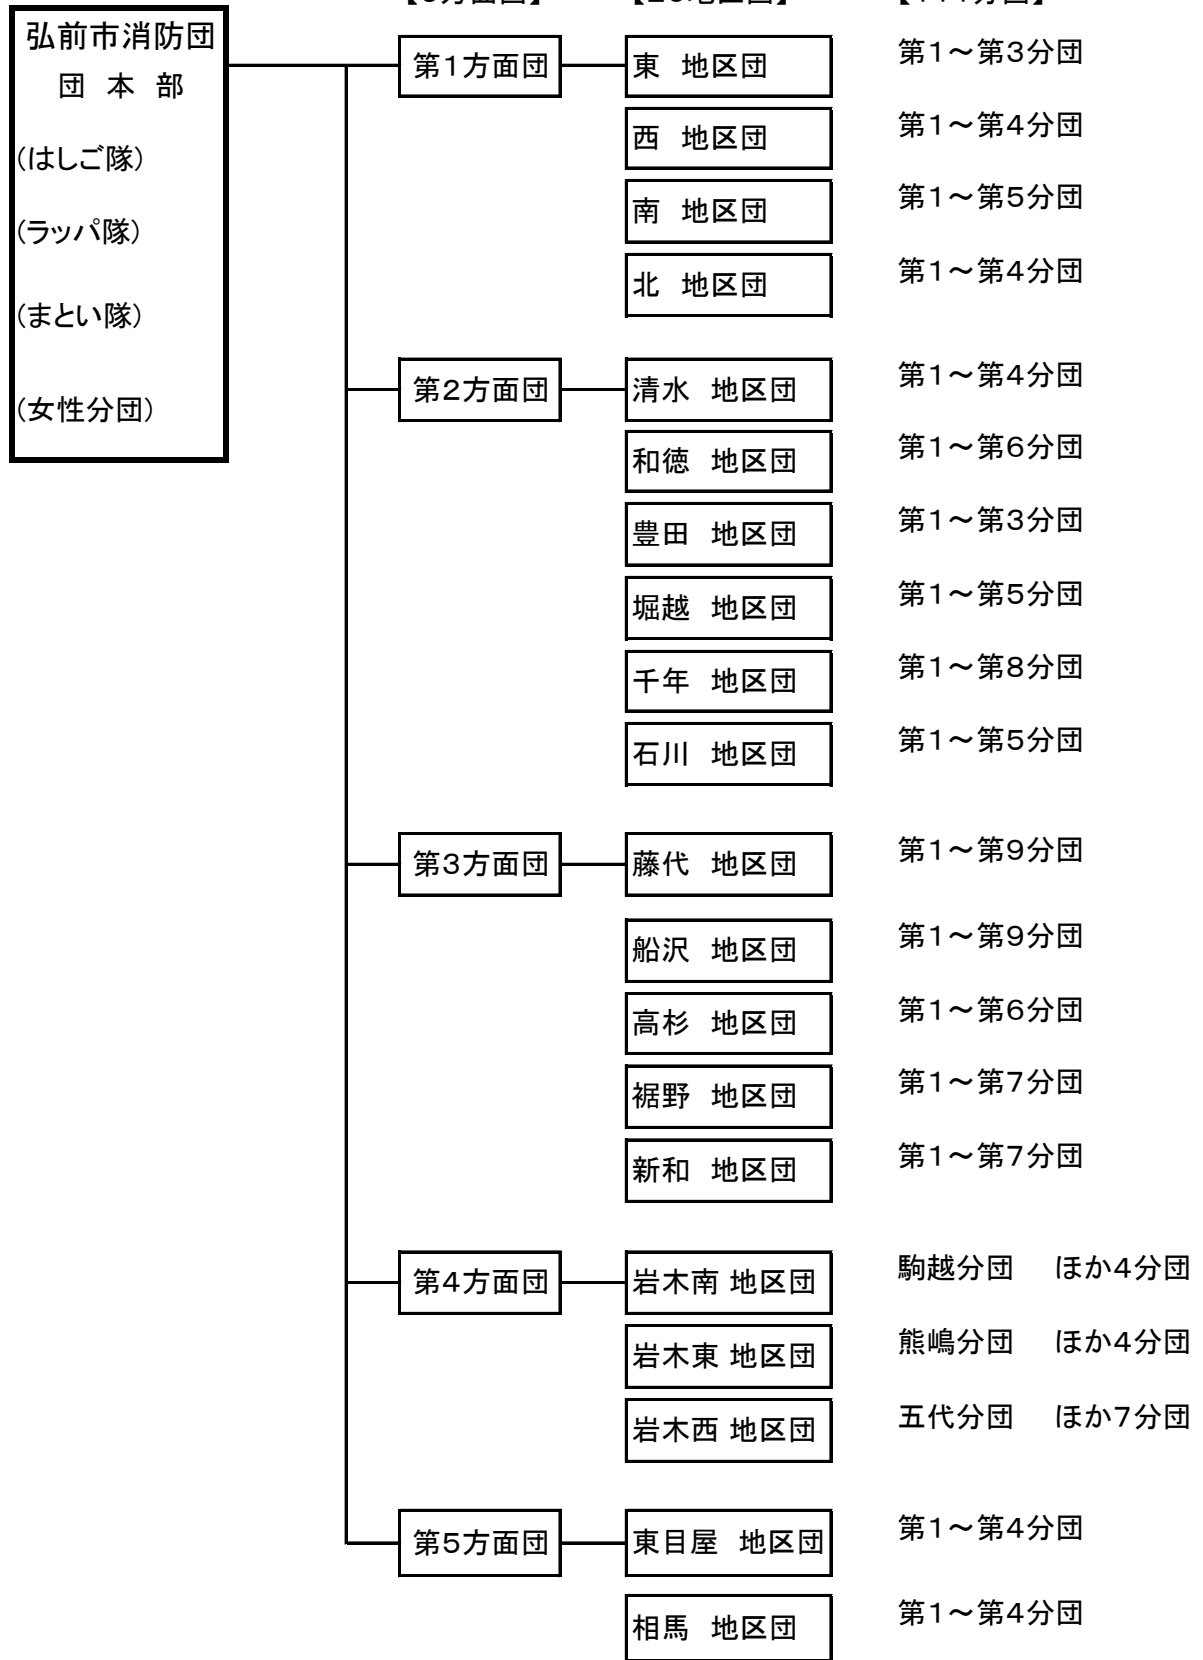 弘前市消防団
団 本 部
(はしご隊)
(ラッパ隊)
(まとい隊)
(女性分団)
第1方面団 東 地区団 第1～第3分団
西 地区団 第1～第4分団
南 地区団 第1～第5分団
北 地区団 第1～第4分団
第2方面団 清水 地区団 第1～第4分団
和徳 地区団 第1～第6分団
豊田 地区団 第1～第3分団
堀越 地区団 第1～第5分団
千年 地区団 第1～第8分団
石川 地区団 第1～第5分団
第3方面団 藤代 地区団 第1～第9分団
船沢 地区団 第1～第9分団
高杉 地区団 第1～第6分団
裾野 地区団 第1～第7分団
新和 地区団 第1～第7分団
第4方面団 岩木南 地区団 駒越分団 ほか4分団
岩木東 地区団 熊嶋分団 ほか4分団
岩木西 地区団 五代分団 ほか7分団
第5方面団 東目屋 地区団 第1～第4分団
相馬 地区団 第1～第4分団